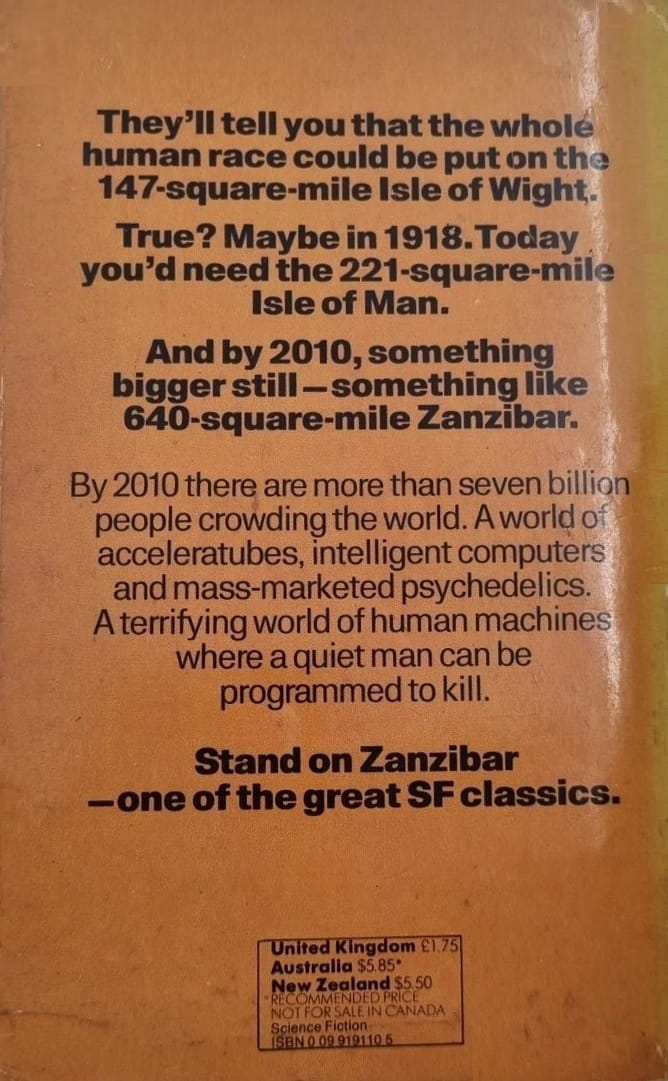 They'll tell you that the whole
human race could be put on the
147-square-mile Isle of Wight.
True? Maybe in 1918. Today
you'd need the 221-square-mile
Isle of Man.
And by 2010, something
bigger still—something like
640-square-mile Zanzibar.
By 2010 there are more than seven billion
people crowding the world. A world of
acceleratubes, intelligent computers
and mass-marketed psychedelics.
A terrifying world of human machines
where a quiet man can be
programmed to kill.
Stand on Zanzibar
—one of the great SF classics.
United Kingdom £1.75
Australia $5.85*
New Zealand $5.50
*RECOMMENDED PRICE
NOT FOR SALE IN CANADA
Science Fiction
ISBN 0 09 919110 5